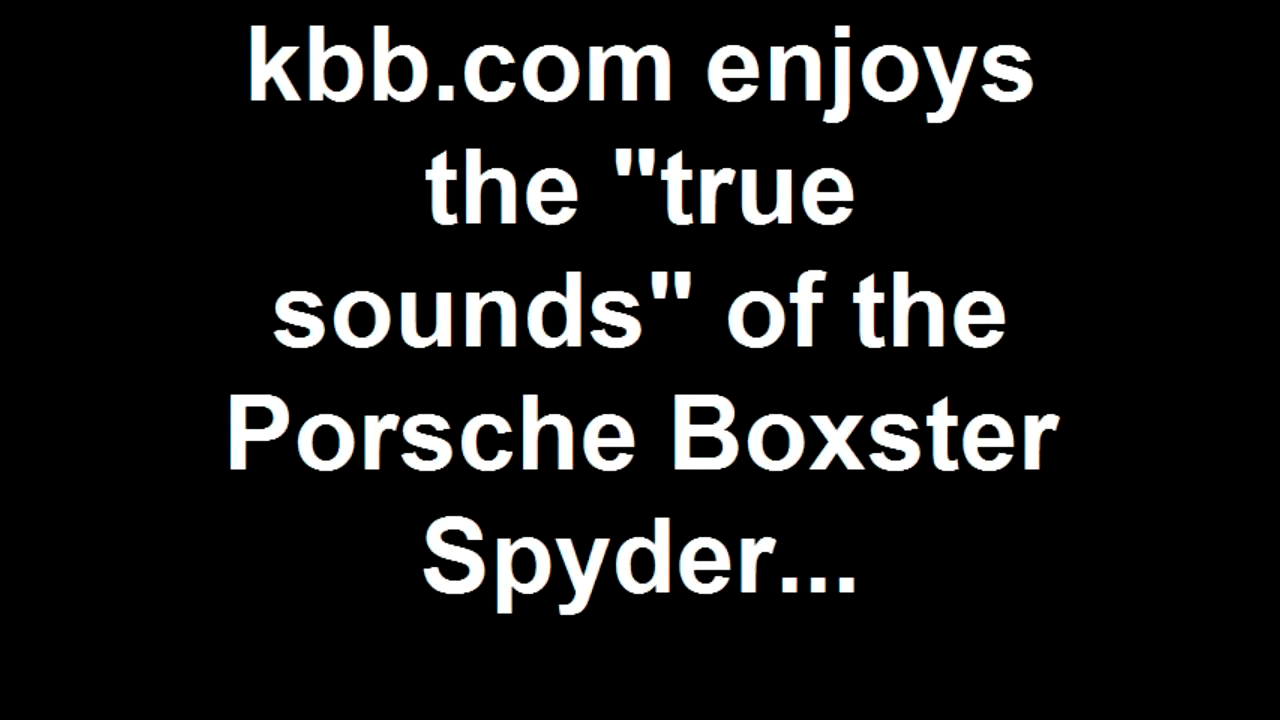 kbb.com enjoys
the "true
sounds" of the
Porsche Boxster
Spyder...